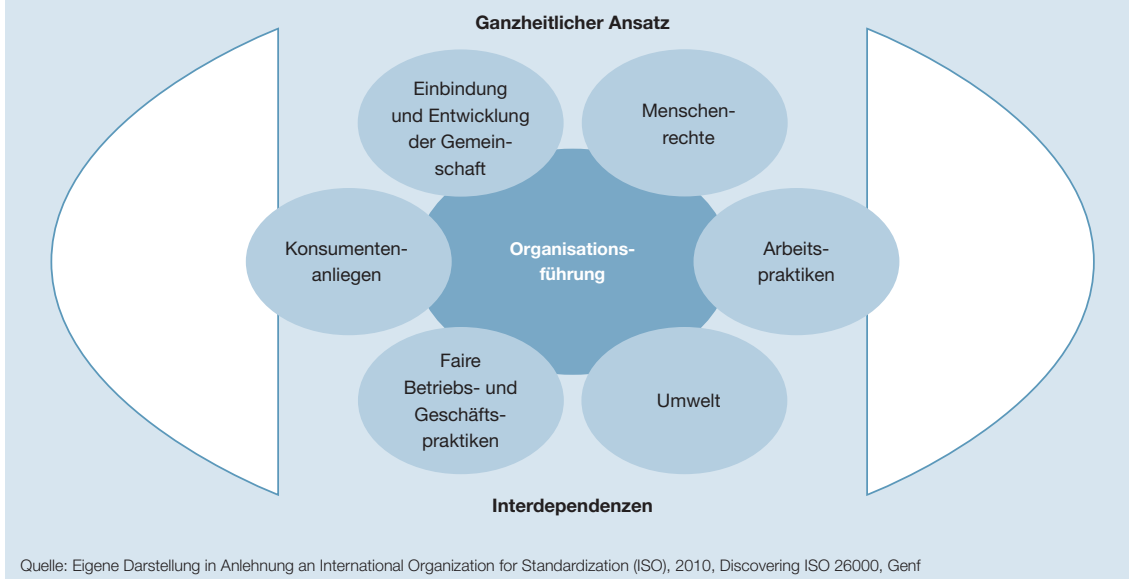 Ganzheitlicher Ansatz
Einbindung
und Entwicklung
der Gemein-
schaft
Menschen-
rechte
Konsumenten-
anliegen
Organisations-
führung
Arbeits-
praktiken
Faire
Betriebs- und
Geschäfts-
praktiken
Umwelt
Interdependenzen
Quelle: Eigene Darstellung in Anlehnung an International Organization for Standardization (ISO), 2010, Discovering ISO 26000, Genf